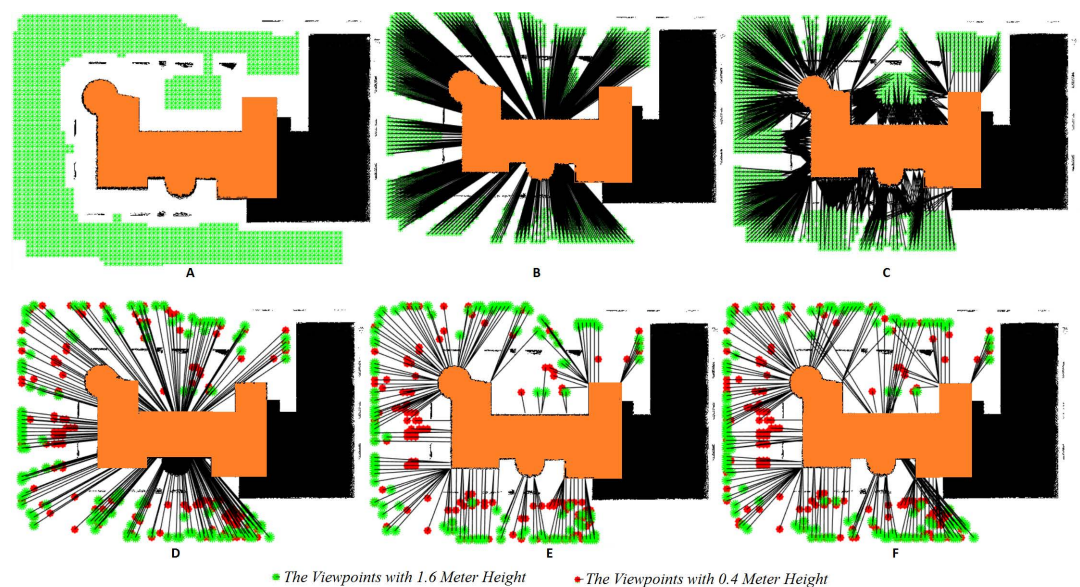 A
B
C
D
E
F
The Viewpoints with 1.6 Meter Height
The Viewpoints with 0.4 Meter Height